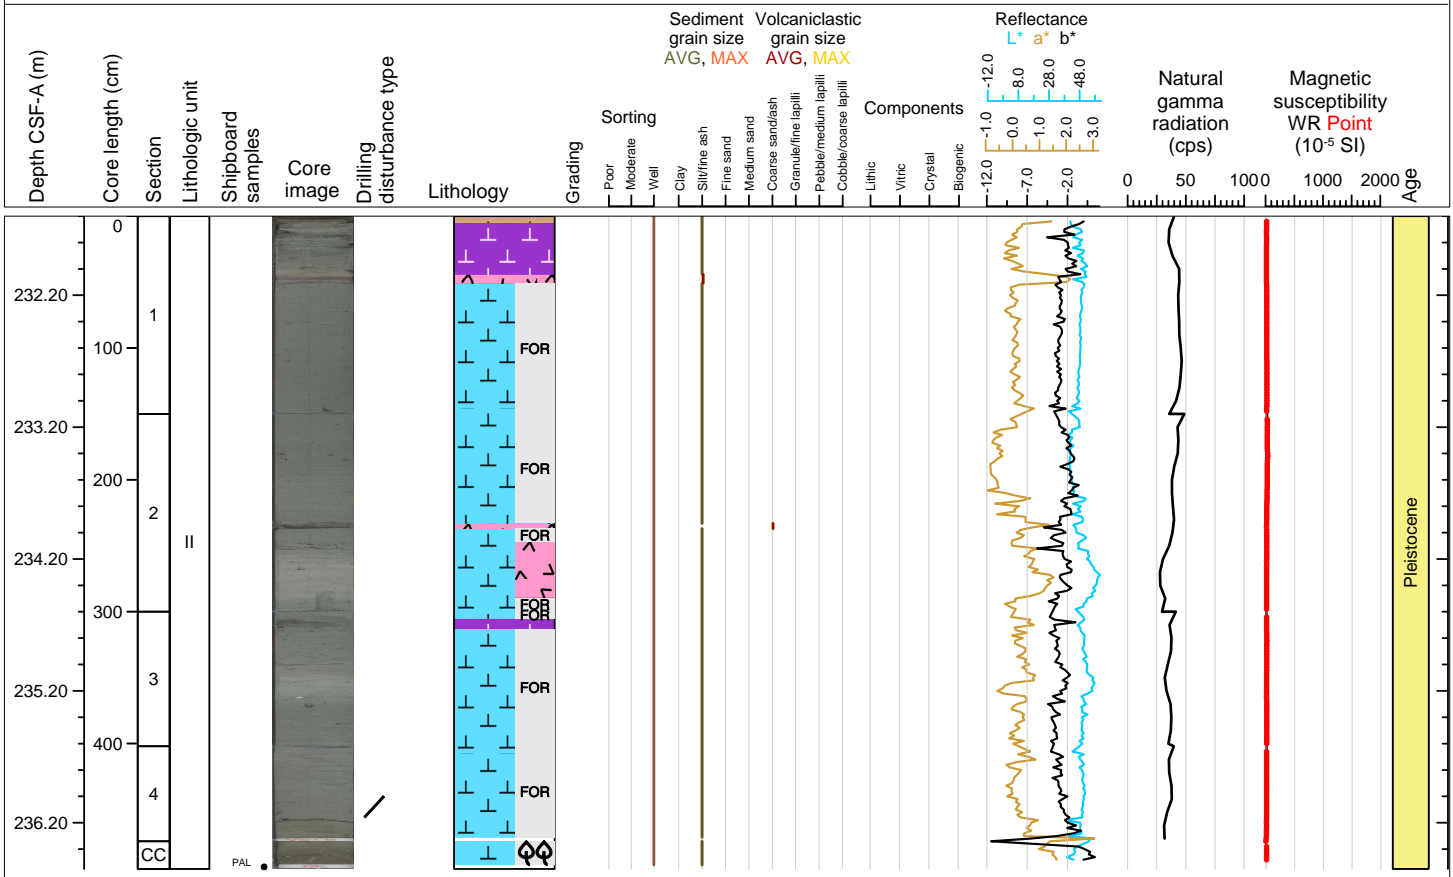 Depth CSF-A (m)
Core length (cm)
Section
Lithologic unit
Shipboard
samples
Core
image
Drilling
disturbance type
Lithology
Grading
Sorting
Poor
Moderate
Well
Sediment
grain size
AVG, MAX
Volcaniclastic
grain size
AVG, MAX
Clay
Silt/fine ash
Fine sand
Medium sand
Coarse sand/ash
Granule/fine lapilli
Pebble/medium lapilli
Cobble/coarse lapilli
Components
Lithic
Vitric
Crystal
Biogenic
Reflectance
L* a* b*
-12.0 8.0 28.0 48.0
-1.0 0.0 1.0 2.0 3.0
-12.0 -7.0 -2.0
Natural
gamma
radiation
(cps)
0 50 100
Magnetic
susceptibility
WR Point
(10-5 SI)
0 1000 2000
Age
0
232.20
1
100
FOR
233.20
FOR
200
2
II
FOR
234.20
Pleistocene
FOR
300
FOR
3
235.20
FOR
400
4
FOR
236.20
CC
PAL